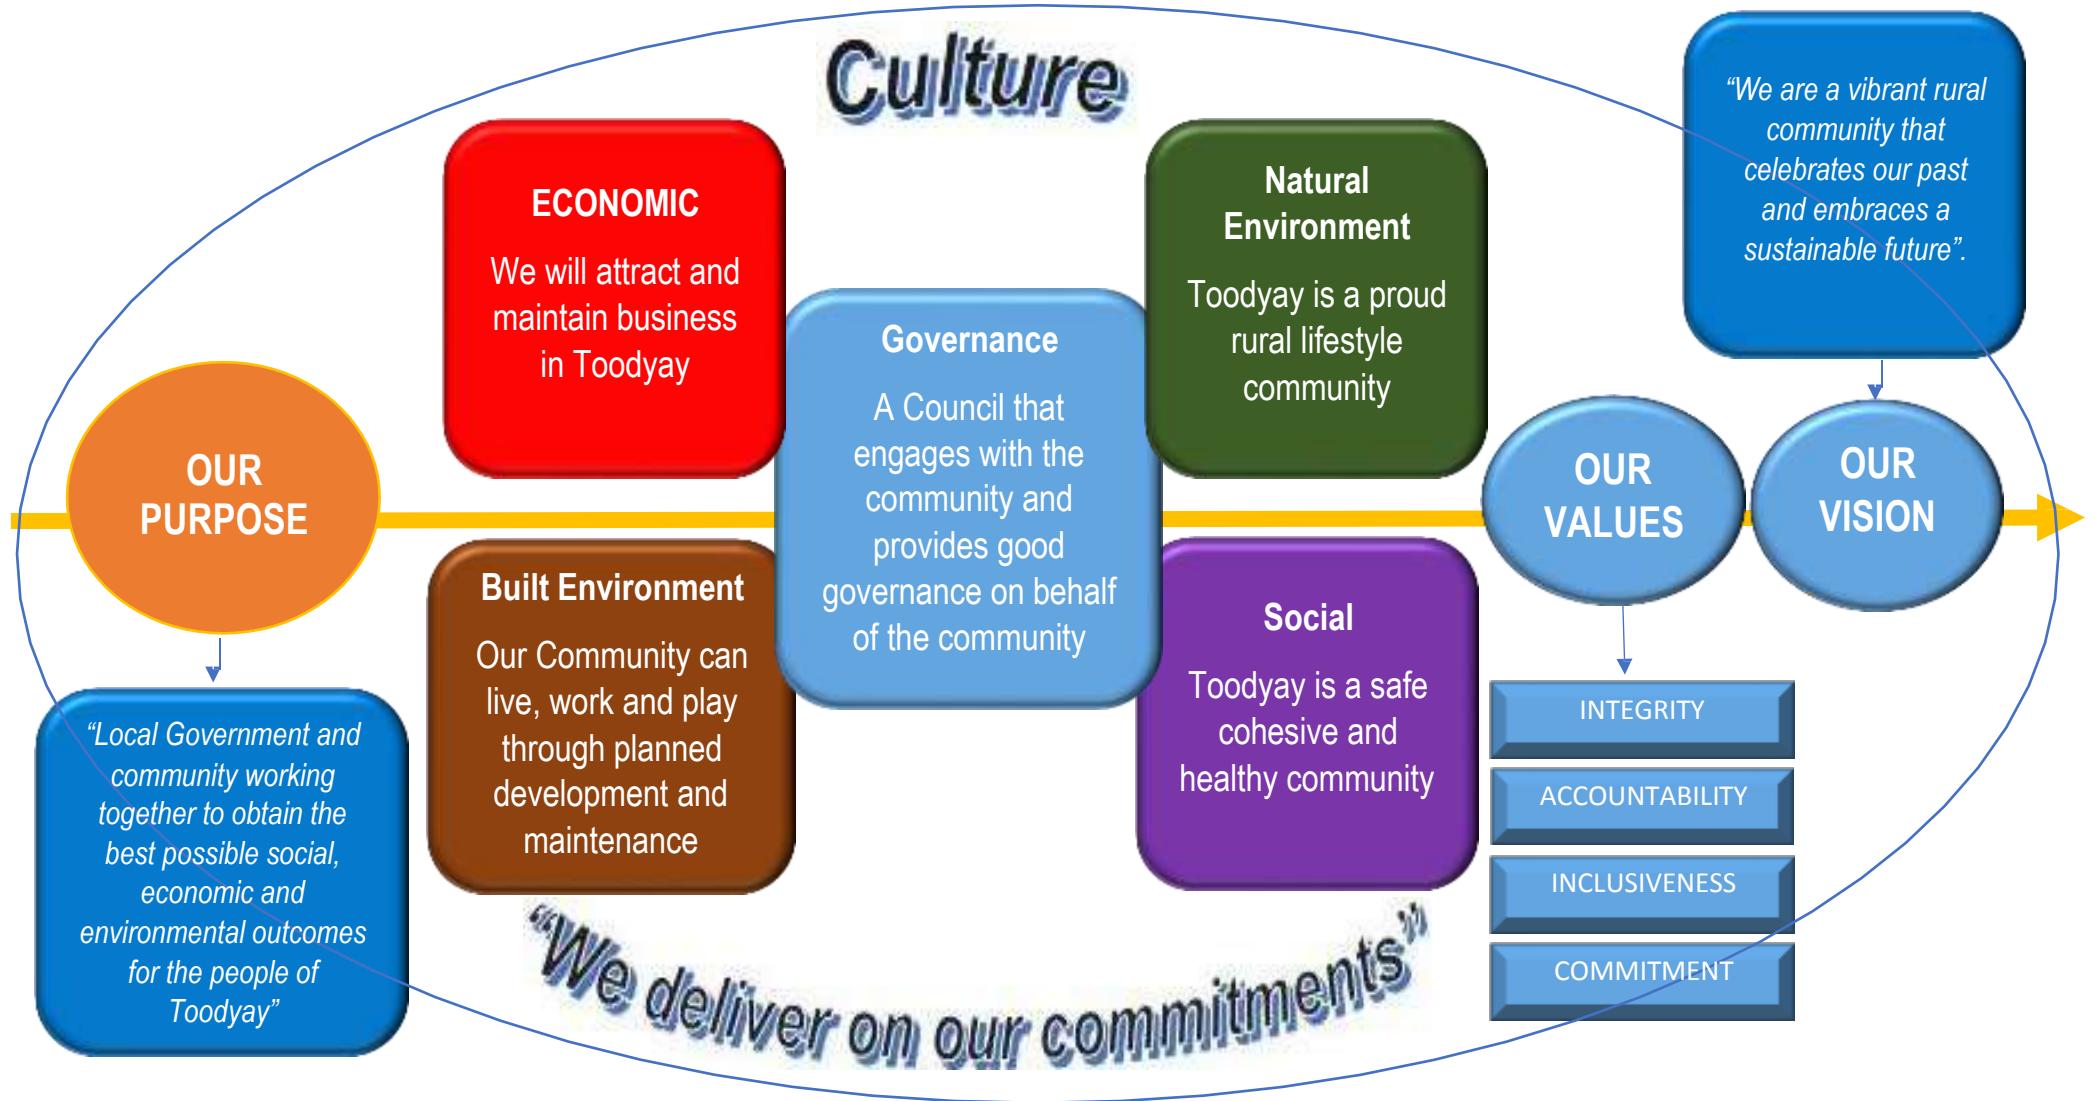 Culture
“We are a vibrant rural
community that
celebrates our past
and embraces a
sustainable future”.
ECONOMIC
We will attract and
maintain business
in Toodyay
Natural
Environment
Toodyay is a proud
rural lifestyle
community
Governance
A Council that
engages with the
community and
provides good
governance on behalf
of the community
OUR
PURPOSE
OUR
VALUES
OUR
VISION
Built Environment
Our Community can
live, work and play
through planned
development and
maintenance
Social
Toodyay is a safe
cohesive and
healthy community
“Local Government and
community working
together to obtain the
best possible social,
economic and
environmental outcomes
for the people of
Toodyay”
INTEGRITY
ACCOUNTABILITY
INCLUSIVENESS
COMMITMENT
“We deliver on our commitments”